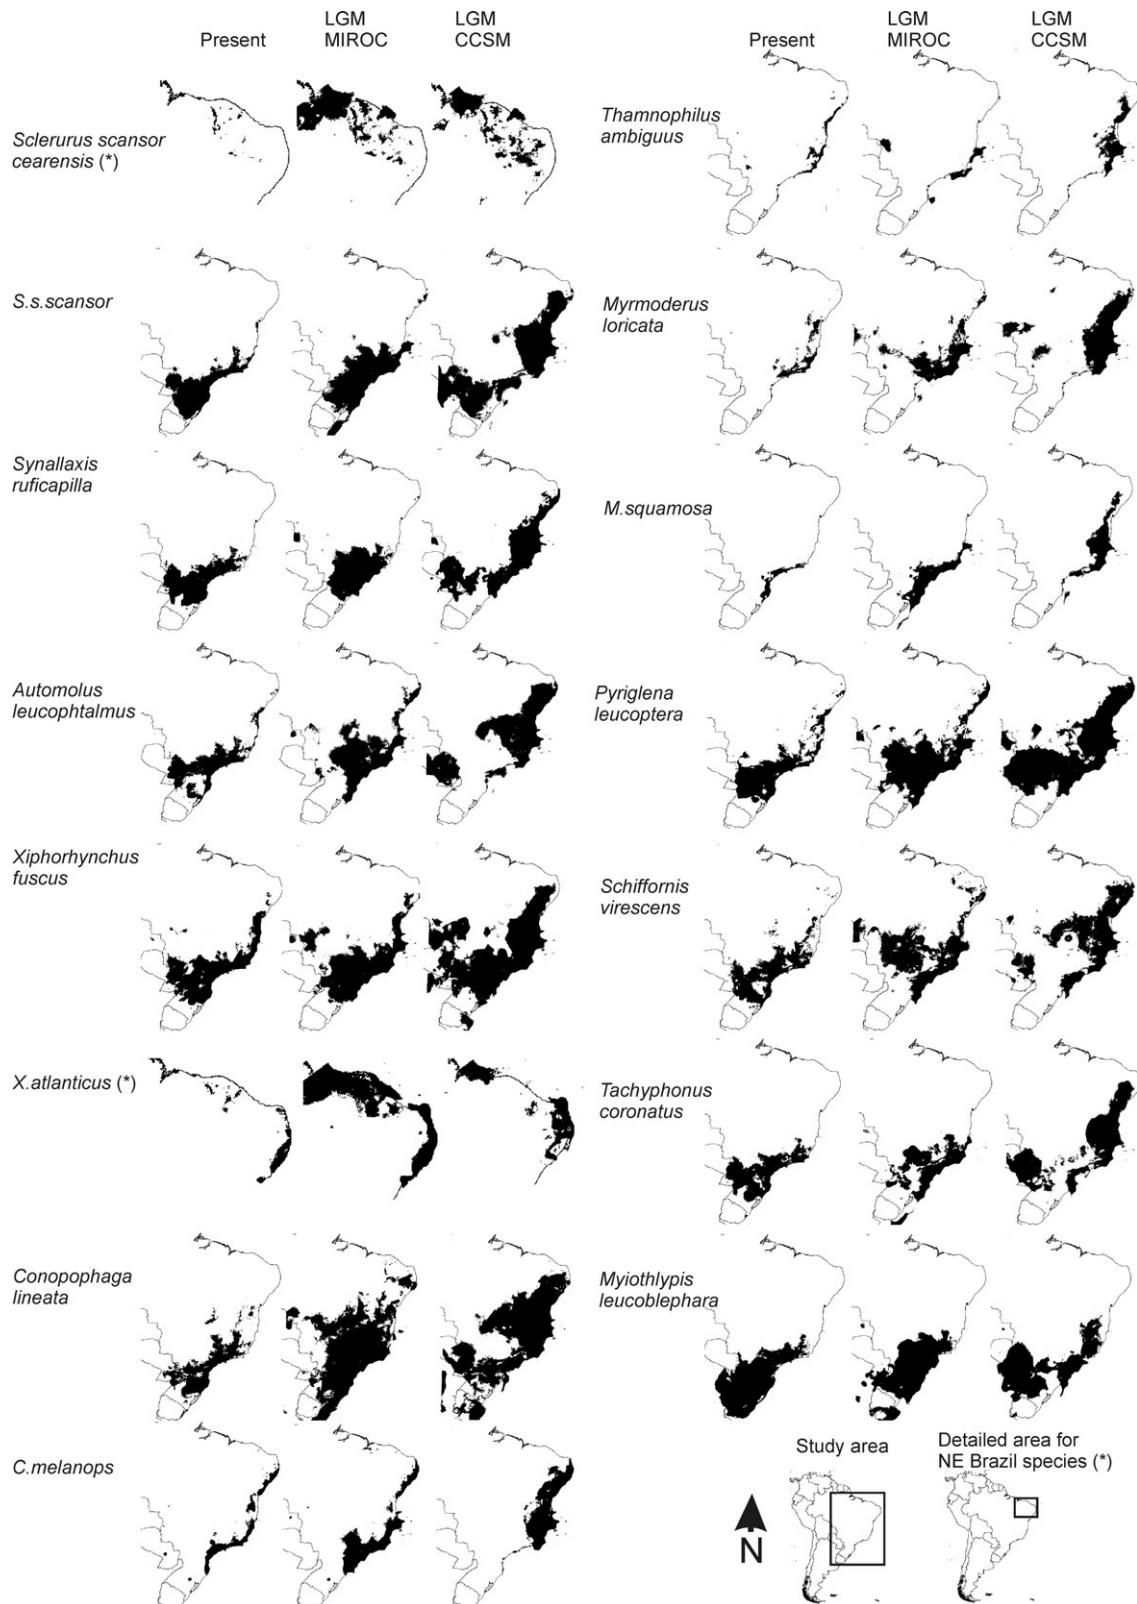 Present
LGM
MIROC
LGM
CCSM
Present
LGM
MIROC
LGM
CCSM
Sclerurus scansor
cearensis (*)
S.s.scansor
Synallaxis
ruficapilla
Automolus
leucophtalmus
Xiphorhynchus
fuscus
X.atlanticus (*)
Conopophaga
lineata
C.melanops
Thamnophilus
ambiguus
Myrmoderus
loricata
M.squamosa
Pyriglena
leucoptera
Schiffornis
virescens
Tachyphonus
coronatus
Myiothlypis
leucoblephara
N
Study area
Detailed area for
NE Brazil species (*)